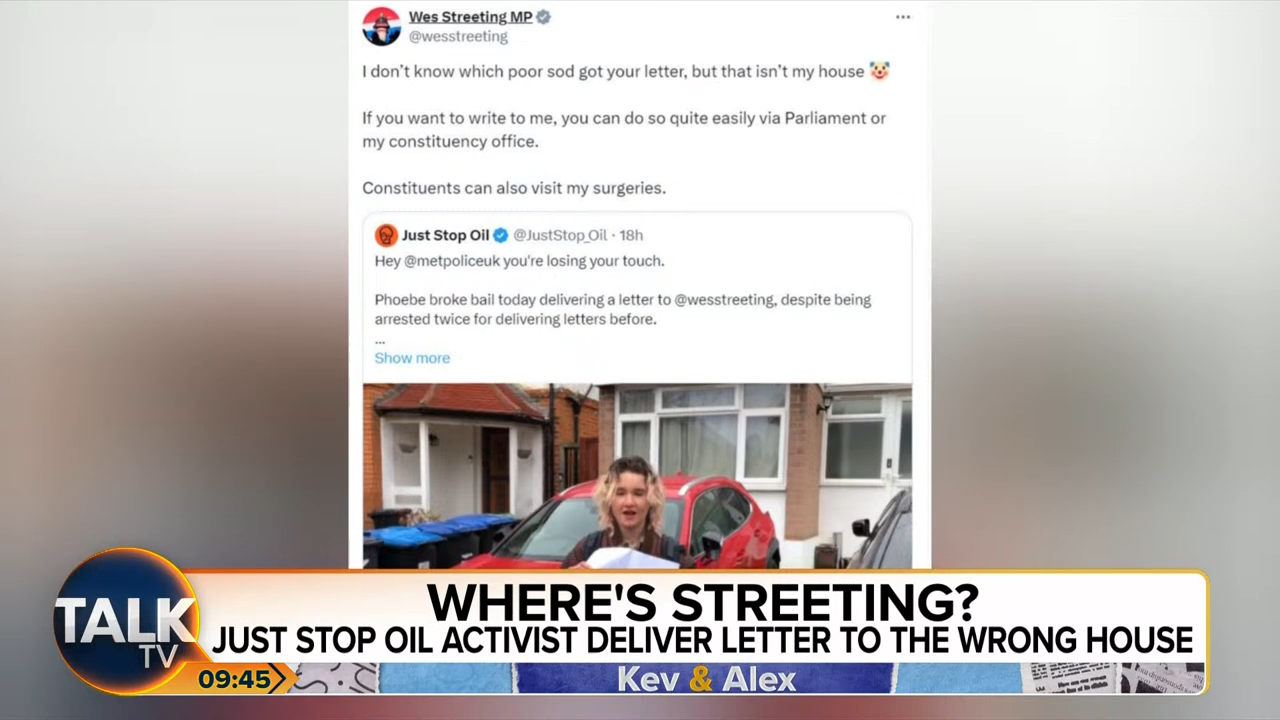 Wes Streeting MP
@wesstreeting
I don't know which poor sod got your letter, but that isn't my house 🤡
If you want to write to me, you can do so quite easily via Parliament or
my constituency office.
Constituents can also visit my surgeries.
Just Stop Oil @JustStop_Oil · 18h
Hey @metpoliceuk you're losing your touch.
Phoebe broke bail today delivering a letter to @wesstreeting, despite being
arrested twice for delivering letters before.
...
Show more
WHERE'S STREETING?
JUST STOP OIL ACTIVIST DELIVER LETTER TO THE WRONG HOUSE
TALK
TV
09:45
Kev & Alex